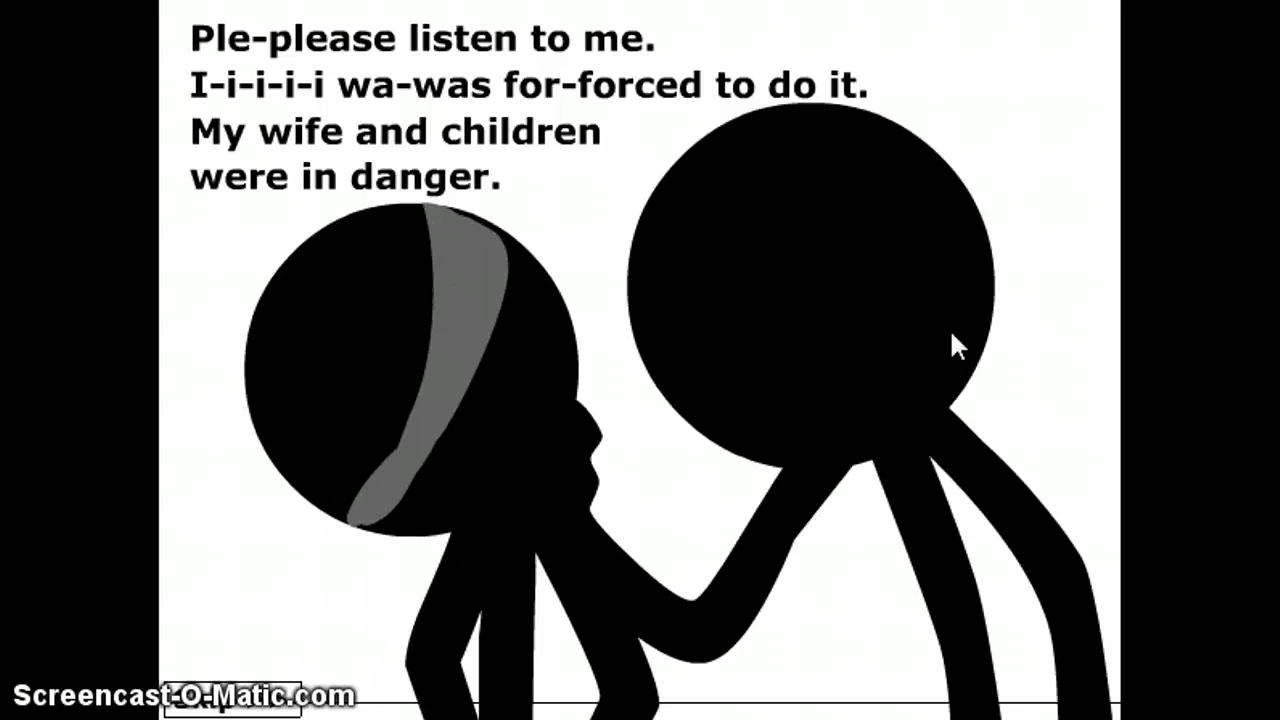 Ple-please listen to me.
I-i-i-i-i wa-was for-forced to do it.
My wife and children
were in danger.
Screencast-O-Matic.com